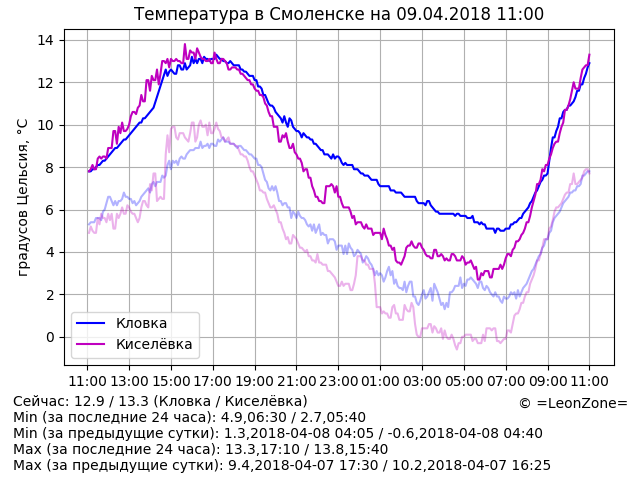 Температура в Смоленске на 09.04.2018 11:00
градусов Цельсия, °C
14
12
10
8
6
4
2
0
Кловка
Киселёвка
11:00 13:00 15:00 17:00 19:00 21:00 23:00 01:00 03:00 05:00 07:00 09:00 11:00
Сейчас: 12.9 / 13.3 (Кловка / Киселёвка)
© =LeonZone=
Min (за последние 24 часа): 4.9,06:30 / 2.7,05:40
Min (за предыдущие сутки): 1.3,2018-04-08 04:05 / -0.6,2018-04-08 04:40
Max (за последние 24 часа): 13.3,17:10 / 13.8,15:40
Max (за предыдущие сутки): 9.4,2018-04-07 17:30 / 10.2,2018-04-07 16:25